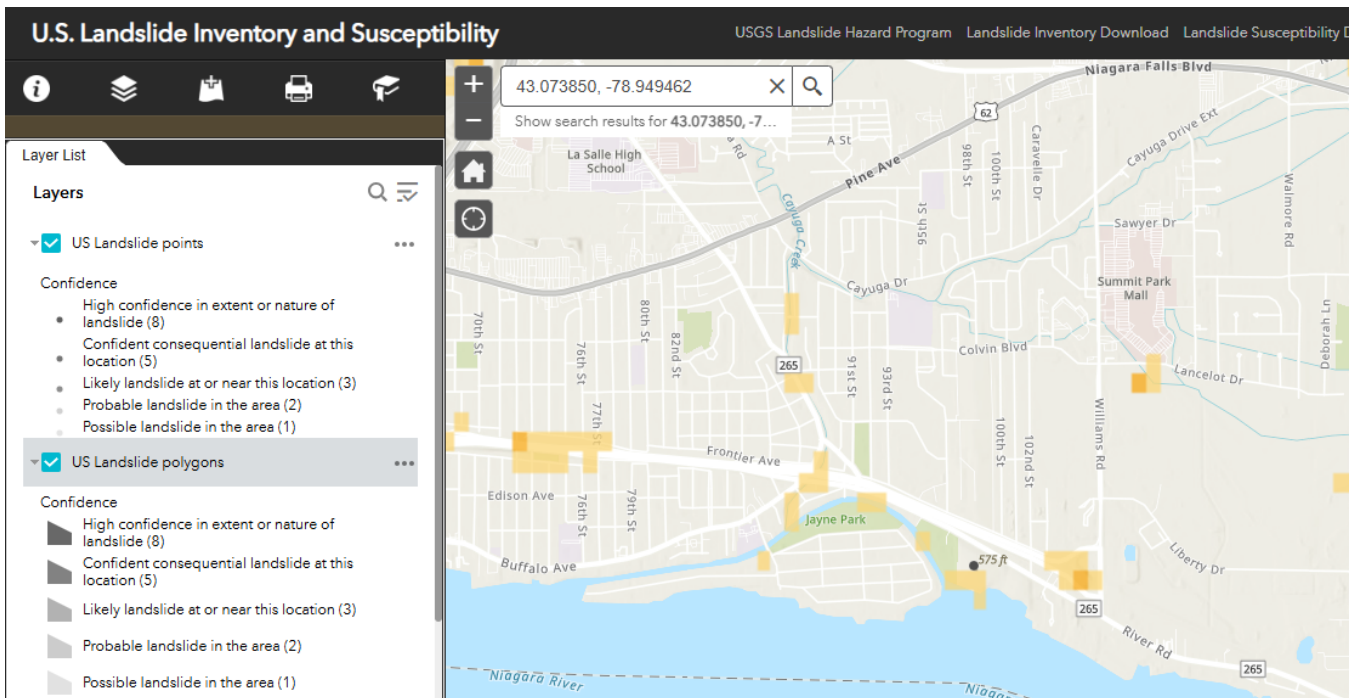 U.S. Landslide Inventory and Susceptibility
USGS Landslide Hazard Program Landslide Inventory Download Landslide Susceptibility D
43.073850, -78.949462
Show search results for 43.073850, -7...
Layer List
Layers
US Landslide points
Confidence
High confidence in extent or nature of
landslide (8)
Confident consequential landslide at this
location (5)
Likely landslide at or near this location (3)
Probable landslide in the area (2)
Possible landslide in the area (1)
US Landslide polygons
Confidence
High confidence in extent or nature of
landslide (8)
Confident consequential landslide at this
location (5)
Likely landslide at or near this location (3)
Probable landslide in the area (2)
Possible landslide in the area (1)
Niagara Falls Blvd
62
A St
Rd
La Salle High
School
Pine Ave
98th St
100th St
Caravelle Dr
Cayuga Drive Ext
Walmore Rd
Cayuga Creek
95th St
Sawyer Dr
Cayuga Dr
Summit Park
Mall
70th St
76th St
80th St
82nd St
265
91st St
93rd St
Colvin Blvd
Deborah Ln
Lancelot Dr
77th St
Williams Rd
100th St
102nd St
Frontier Ave
Edison Ave
76th St
79th St
Jayne Park
Buffalo Ave
575 ft
Liberty Dr
265
River Rd
265
Niagara River
Niaga